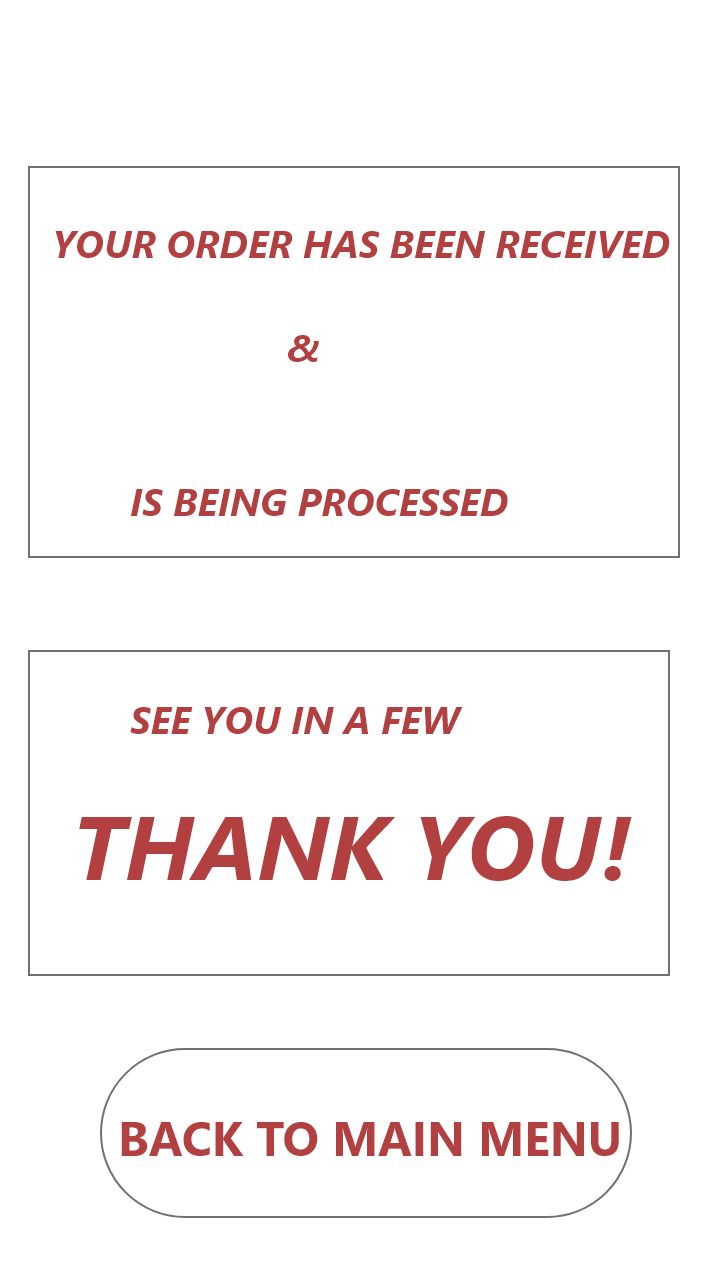 YOUR ORDER HAS BEEN RECEIVED
&
IS BEING PROCESSED
SEE YOU IN A FEW
THANK YOU!
BACK TO MAIN MENU